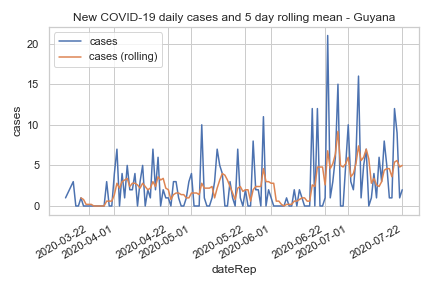 New COVID-19 daily cases and 5 day rolling mean - Guyana
cases
cases (rolling)
20
15
10
5
0
cases
2020-03-22
2020-04-01
2020-04-22
2020-05-01
2020-05-22
2020-06-01
2020-06-22
2020-07-01
2020-07-22
dateRep